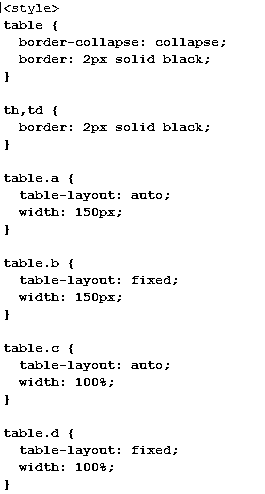 <style>
table {
  border-collapse: collapse;
  border: 2px solid black;
}

th,td {
  border: 2px solid black;
}

table.a {
  table-layout: auto;
  width: 150px;
}

table.b {
  table-layout: fixed;
  width: 150px;
}

table.c {
  table-layout: auto;
  width: 100%;
}

table.d {
  table-layout: fixed;
  width: 100%;
}